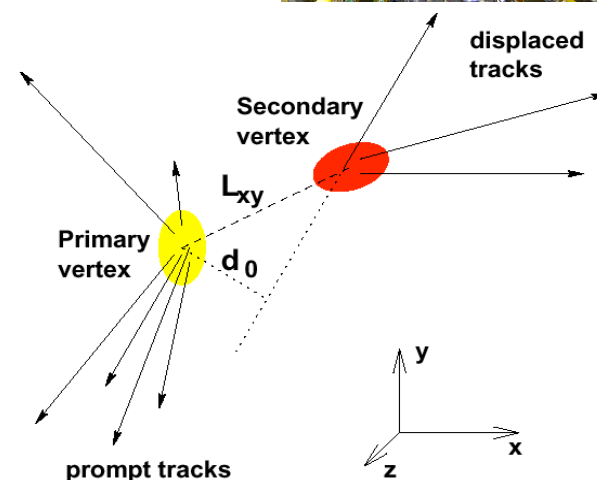 displaced
tracks
Secondary
vertex
Lxy
Primary
vertex
d0
y
x
z
prompt tracks